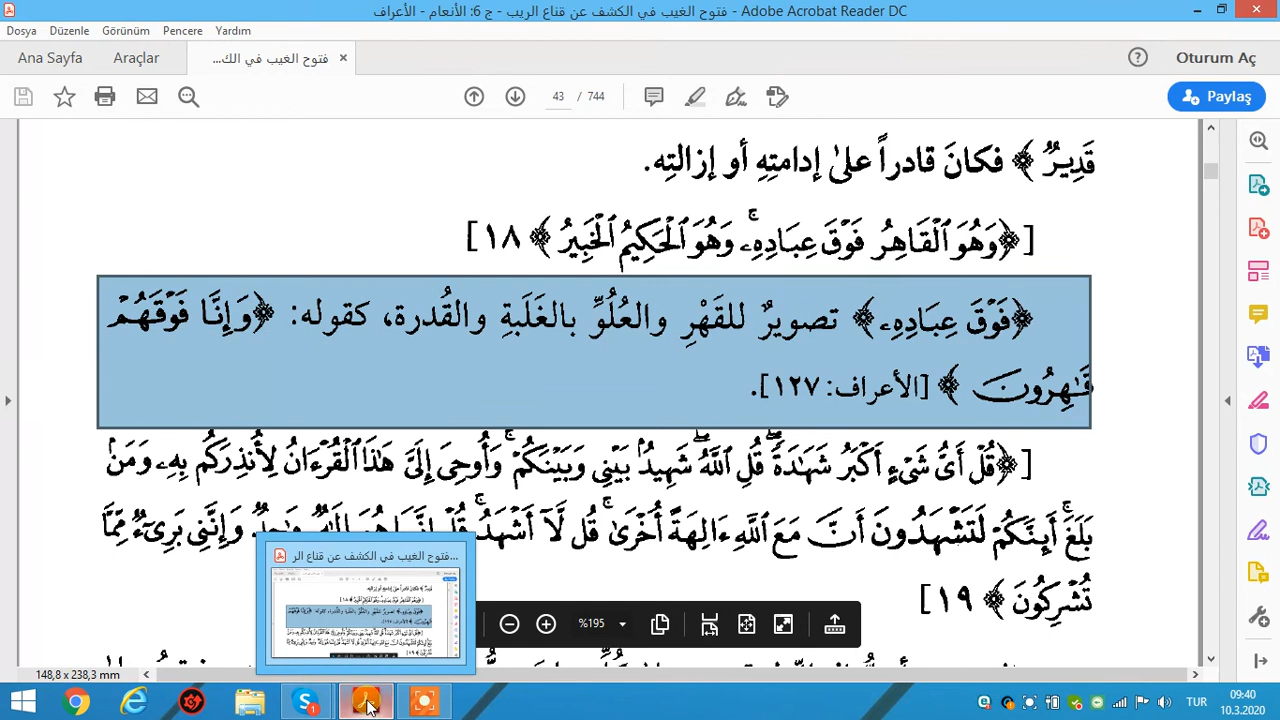 فتوح الغيب في الكشف عن قناع الريب - ج 6: الأنعام - الأعراف - Adobe Acrobat Reader DC
Dosya Düzenle Görünüm Pencere Yardım
Ana Sayfa Araçlar فتوح الغيب في الك... × Oturum Aç
43 / 744 Paylaş
قَدِيرٌ ﴾ فكانَ قادراً علىٰ إدامتِهِ أو إزالتِه.
[﴿وَهُوَ ٱلْقَاهِرُ فَوْقَ عِبَادِهِۦ ۚ وَهُوَ ٱلْحَكِيمُ ٱلْخَبِيرُ ﴾ ١٨]
﴿فَوْقَ عِبَادِهِۦ ﴾ تصويرٌ للقَهْرِ والعُلُوِّ بالغَلَبةِ والقُدرة، كقوله: ﴿وَإِنَّا فَوْقَهُمْ
قَـٰهِرُونَ ﴾ [الأعراف: ١٢٧].
[﴿قُلْ أَىُّ شَىْءٍ أَكْبَرُ شَهَـٰدَةً ۖ قُلِ ٱللَّهُ ۖ شَهِيدٌۢ بَيْنِى وَبَيْنَكُمْ ۚ وَأُوحِىَ إِلَىَّ هَـٰذَا ٱلْقُرْءَانُ لِأُنذِرَكُم بِهِۦ وَمَنۢ
بَلَغَ ۚ أَئِنَّكُمْ لَتَشْهَدُونَ أَنَّ مَعَ ٱللَّهِ ءَالِهَةً أُخْرَىٰ ۚ قُل لَّآ أَشْهَدُ ۚ قُلْ إِنَّمَا هُوَ إِلَـٰهٌ وَٰحِدٌ وَإِنَّنِى بَرِىٓءٌ مِّمَّا
تُشْرِكُونَ ﴾ ١٩]
فتوح الغيب في الكشف عن قناع الر...
%195
148,8 x 238,3 mm
TUR 09:40
10.3.2020